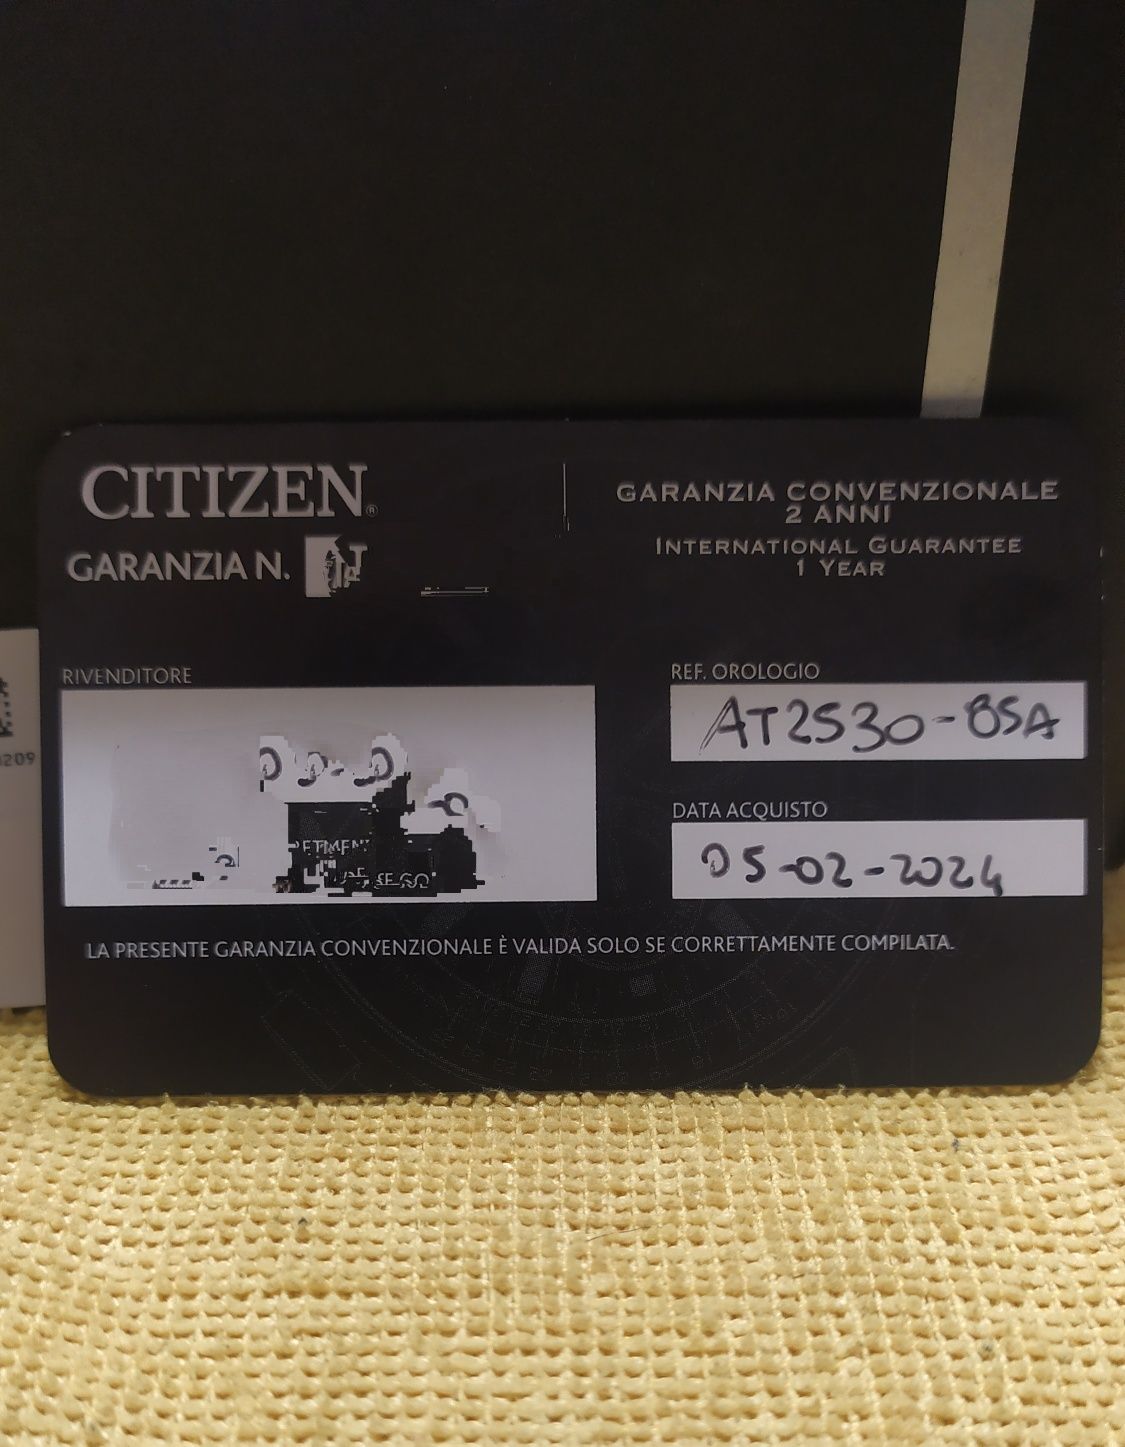 CITIZEN®
GARANZIA N.
GARANZIA CONVENZIONALE
2 ANNI
INTERNATIONAL GUARANTEE
1 YEAR
RIVENDITORE
REF. OROLOGIO
AT2530-85A
DATA ACQUISTO
05-02-2024
LA PRESENTE GARANZIA CONVENZIONALE È VALIDA SOLO SE CORRETTAMENTE COMPILATA.
209